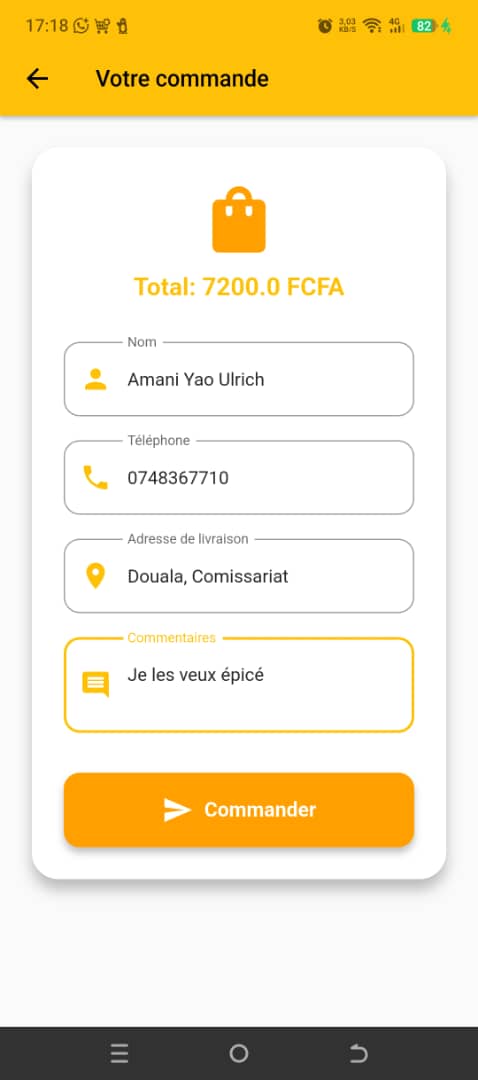 17:18
3,03
KB/S
4G
82
Votre commande
Total: 7200.0 FCFA
Nom
Amani Yao Ulrich
Téléphone
0748367710
Adresse de livraison
Douala, Comissariat
Commentaires
Je les veux épicé
Commander